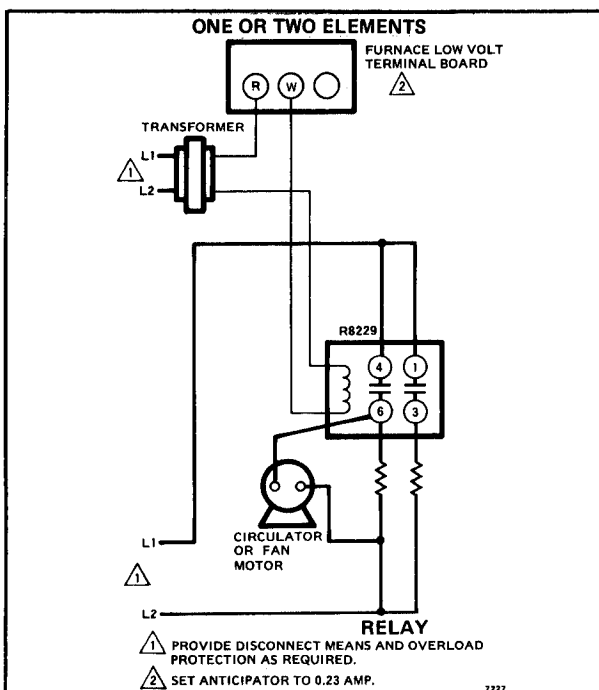 ONE OR TWO ELEMENTS
FURNACE LOW VOLT
TERMINAL BOARD
R W
2
TRANSFORMER
L1
1
L2
R8229
4 1
6 3
CIRCULATOR
OR FAN
MOTOR
L1
1
L2
RELAY
1 PROVIDE DISCONNECT MEANS AND OVERLOAD
PROTECTION AS REQUIRED.
2 SET ANTICIPATOR TO 0.23 AMP.